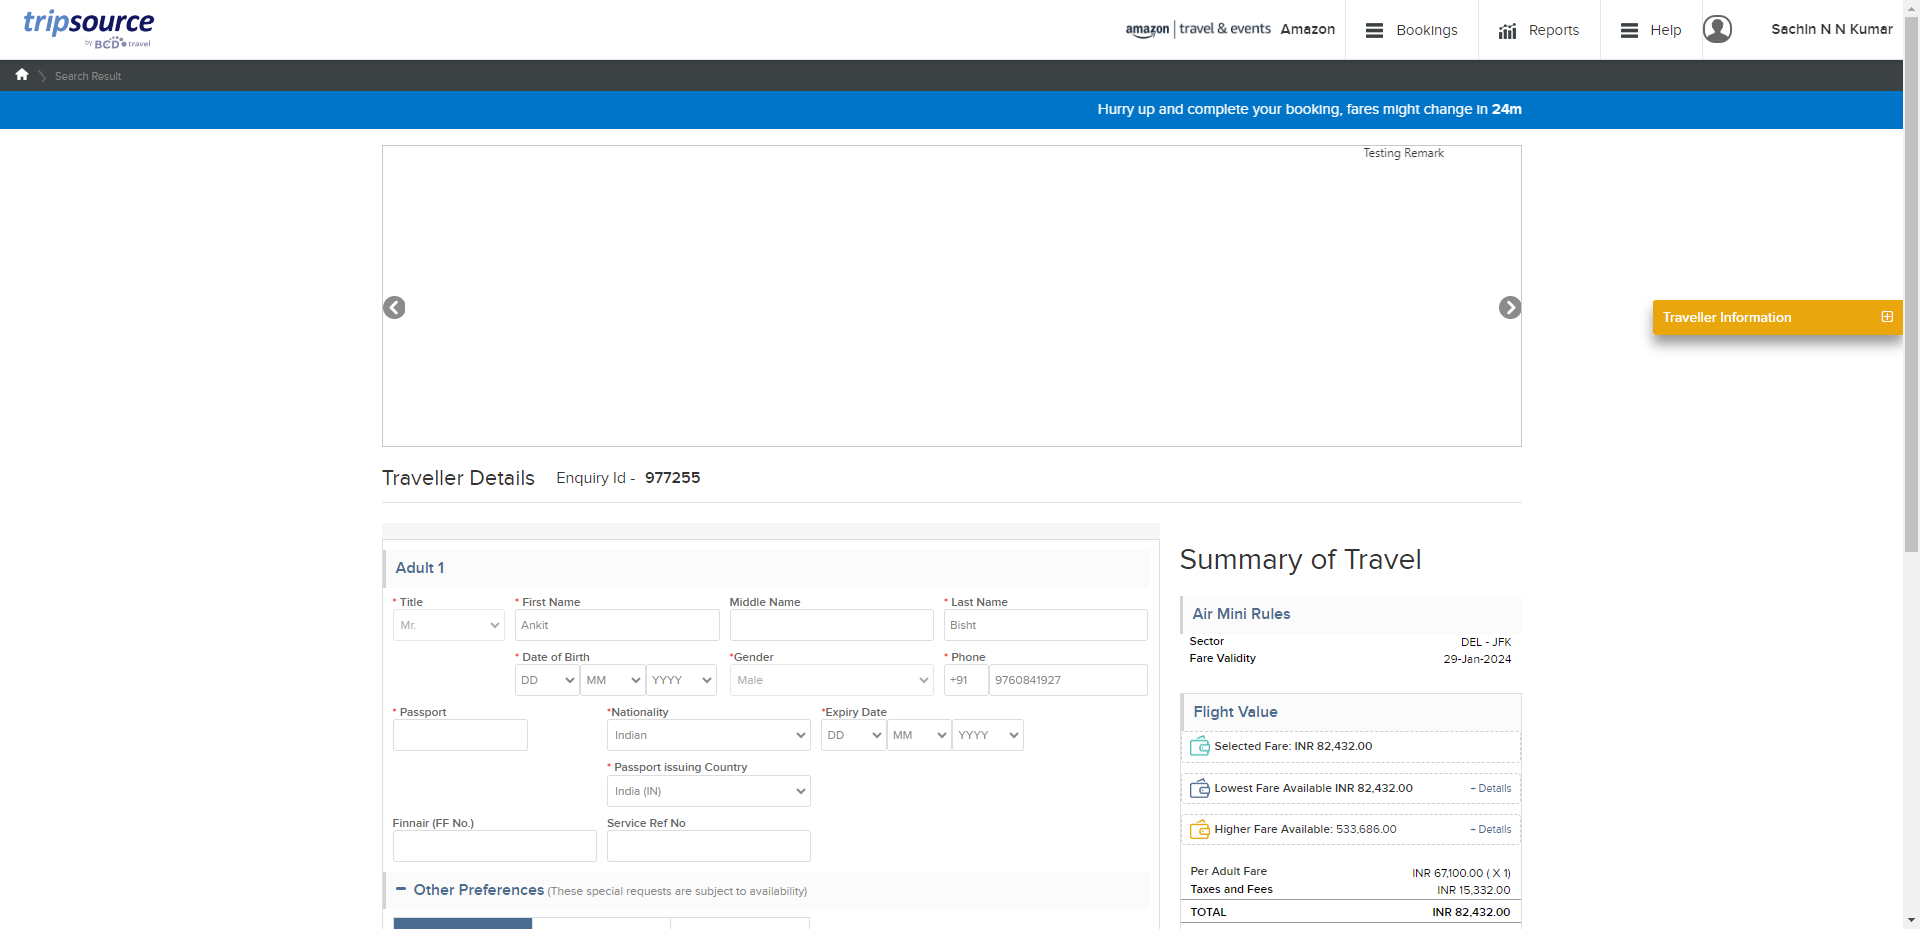 tripsource
by BCD travel
amazon | travel & events Amazon
Bookings
Reports
Help
Sachin N N Kumar
Search Result
Hurry up and complete your booking, fares might change in 24m
Testing Remark
Traveller Information
Traveller Details Enquiry Id - 977255
Adult 1
* Title * First Name Middle Name * Last Name
Mr. Ankit Bisht
* Date of Birth *Gender * Phone
DD MM YYYY Male +91 9760841927
* Passport *Nationality *Expiry Date
Indian DD MM YYYY
* Passport issuing Country
India (IN)
Finnair (FF No.) Service Ref No
Other Preferences (These special requests are subject to availability)
Summary of Travel
Air Mini Rules
Sector DEL - JFK
Fare Validity 29-Jan-2024
Flight Value
Selected Fare: INR 82,432.00
Lowest Fare Available INR 82,432.00 + Details
Higher Fare Available: 533,686.00 + Details
Per Adult Fare INR 67,100.00 ( X 1)
Taxes and Fees INR 15,332.00
TOTAL INR 82,432.00